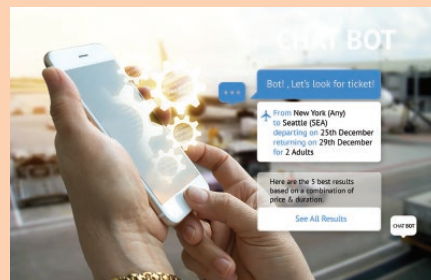 CHAT BOT
Bot! , Let's look for ticket!
From New York (Any)
to Seattle (SEA)
departing on 25th December
returning on 29th December
for 2 Adults
Here are the 5 best results
based on a combination of
price & duration.
See All Results
CHAT BOT